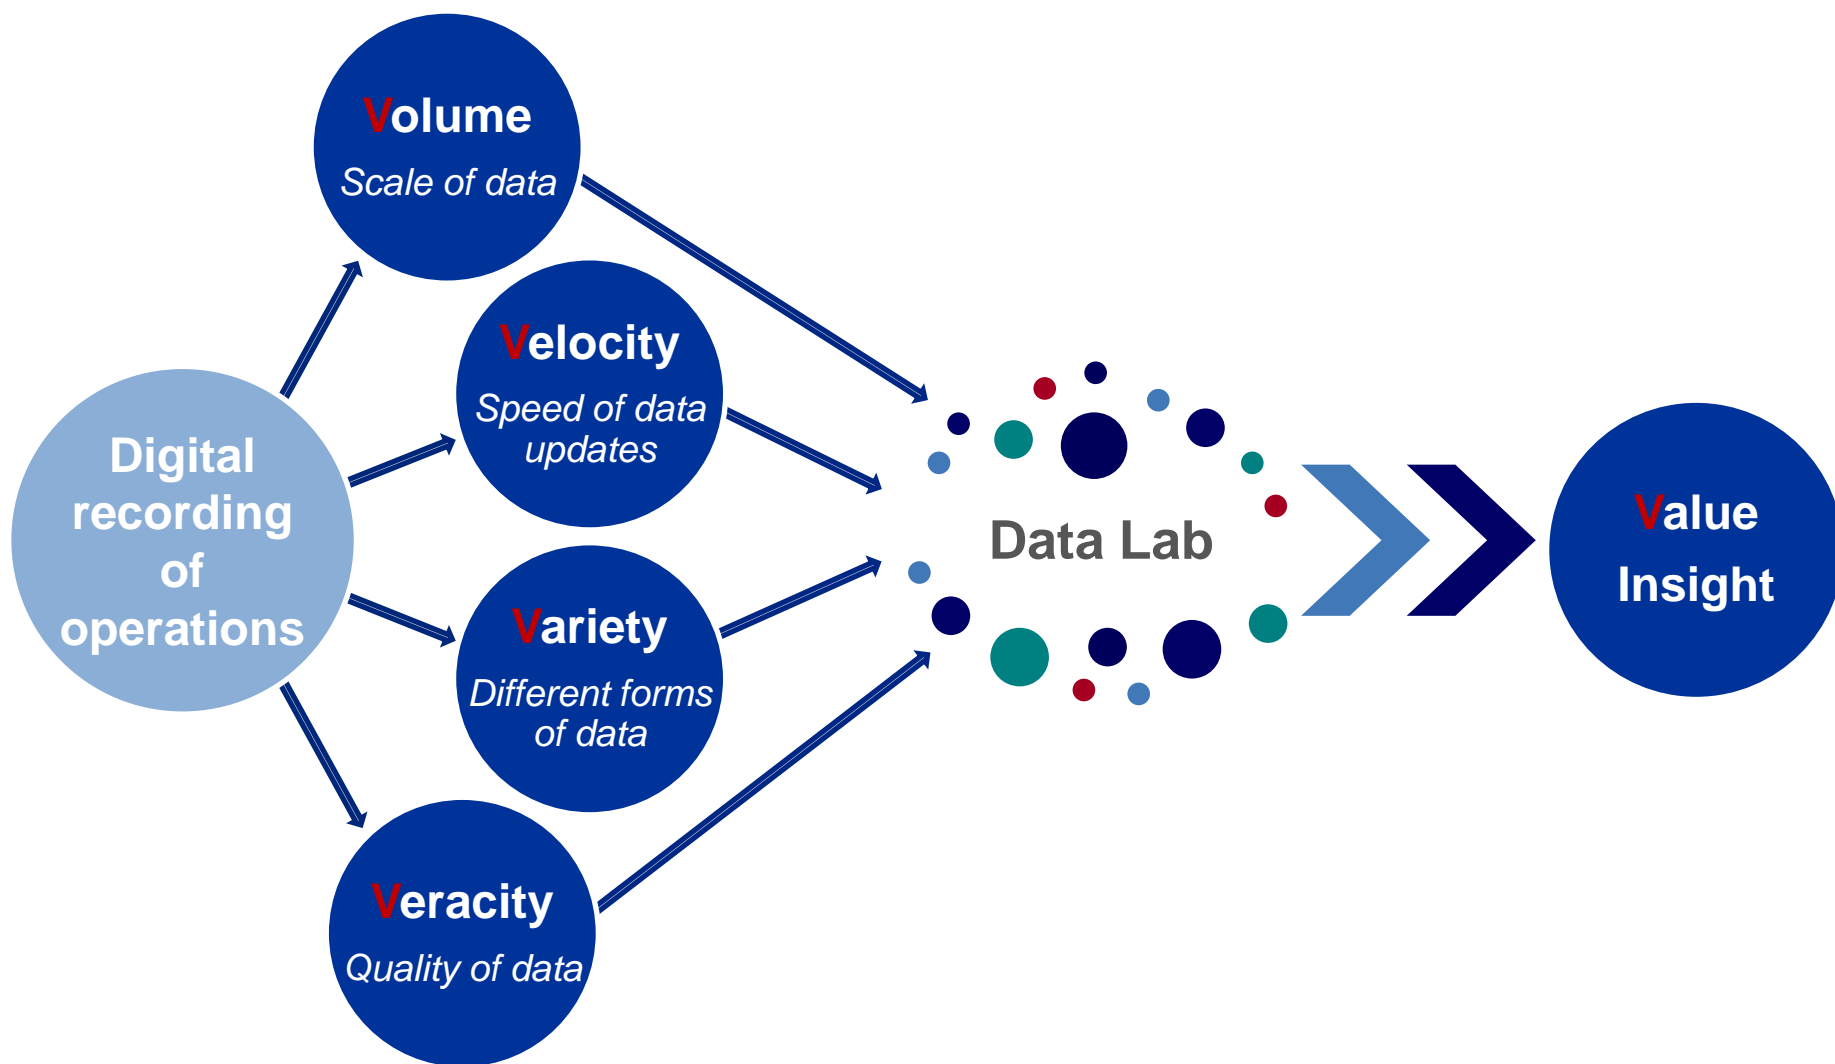 Volume
Scale of data
Velocity
Speed of data
updates
Digital
recording
of
operations
Variety
Different forms
of data
Veracity
Quality of data
Data Lab
Value
Insight